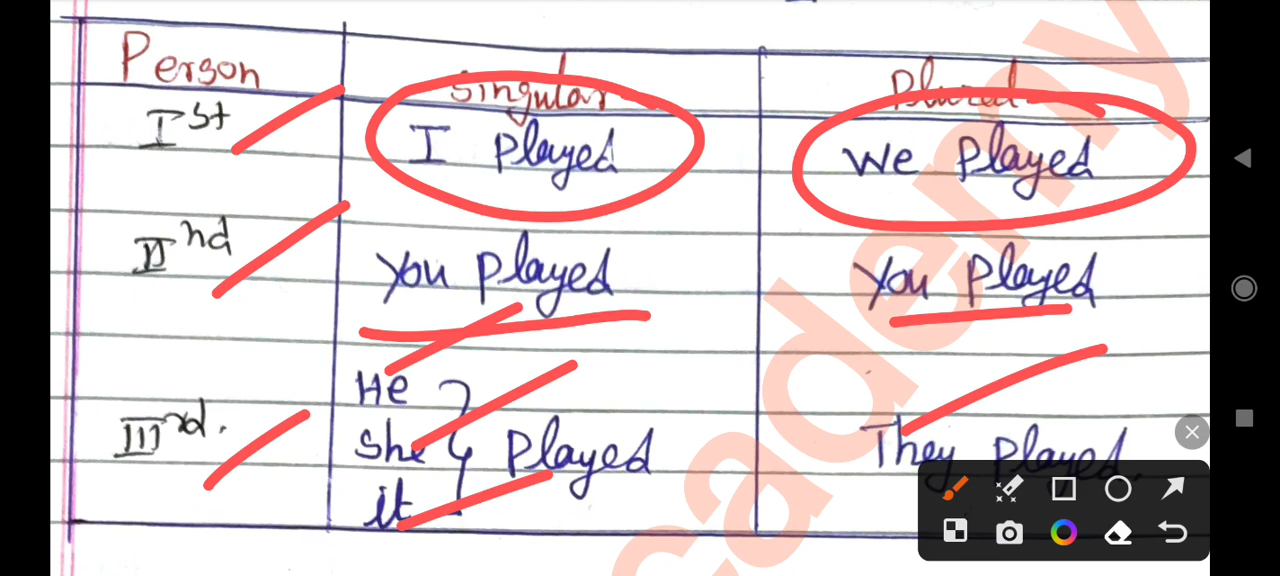 Person Singular Plural
Ist I Played We Played
IInd You Played You Played
He
IIIrd. She Played They Played.
it
cademy